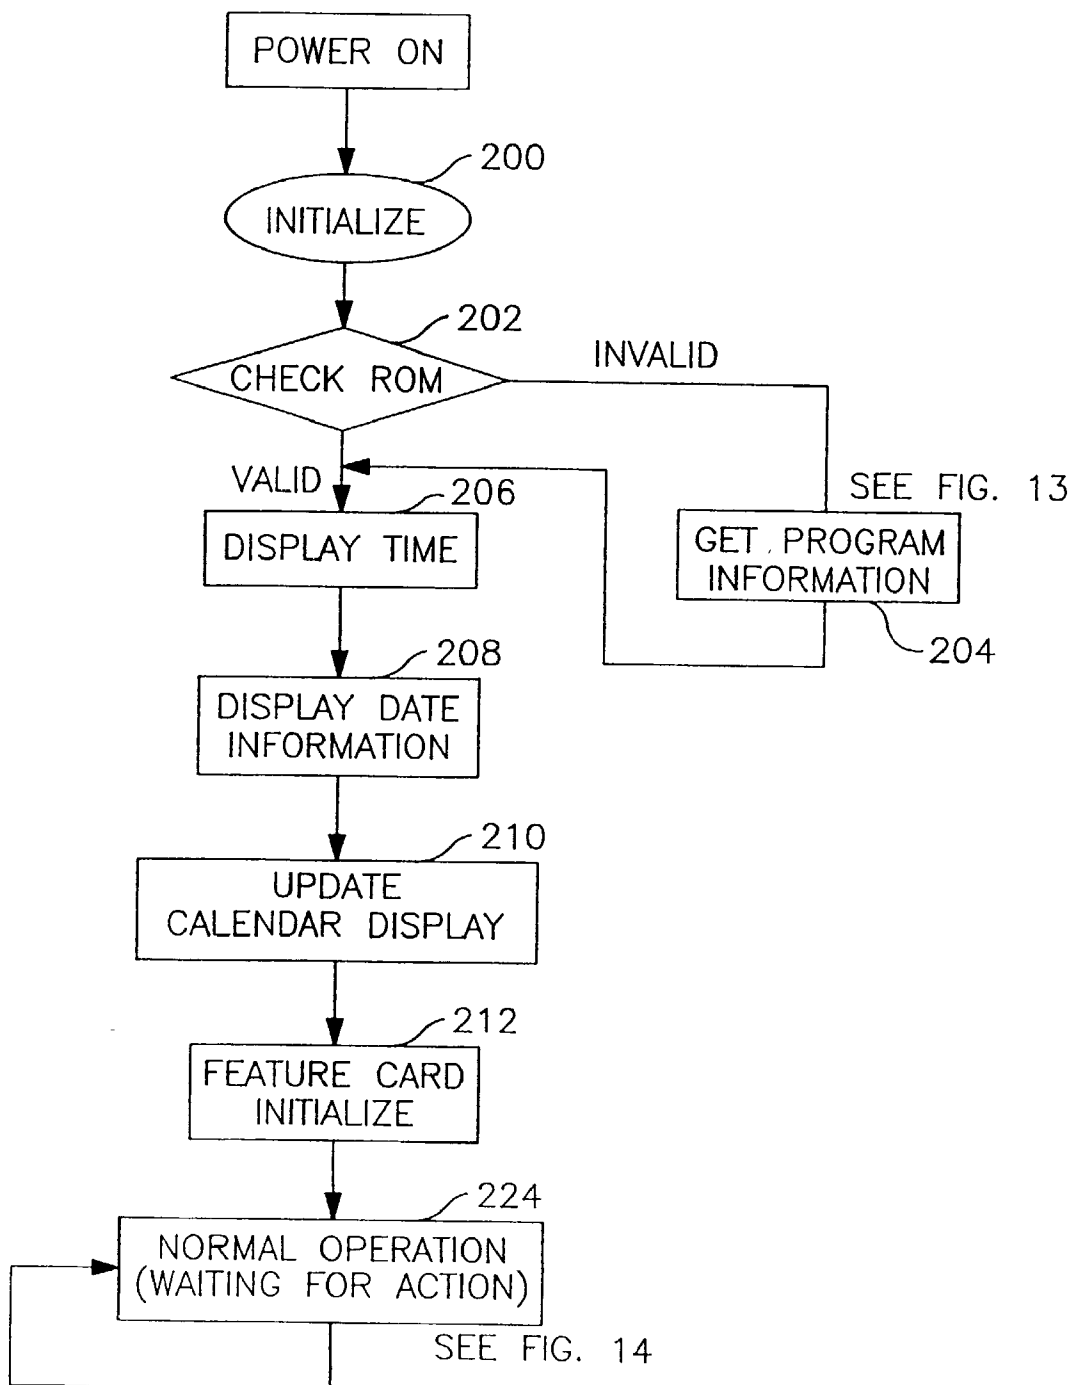 POWER ON
200
INITIALIZE
202
CHECK ROM
INVALID
VALID
206
SEE FIG. 13
DISPLAY TIME
GET PROGRAM
INFORMATION
204
208
DISPLAY DATE
INFORMATION
210
UPDATE
CALENDAR DISPLAY
212
FEATURE CARD
INITIALIZE
224
NORMAL OPERATION
(WAITING FOR ACTION)
SEE FIG. 14